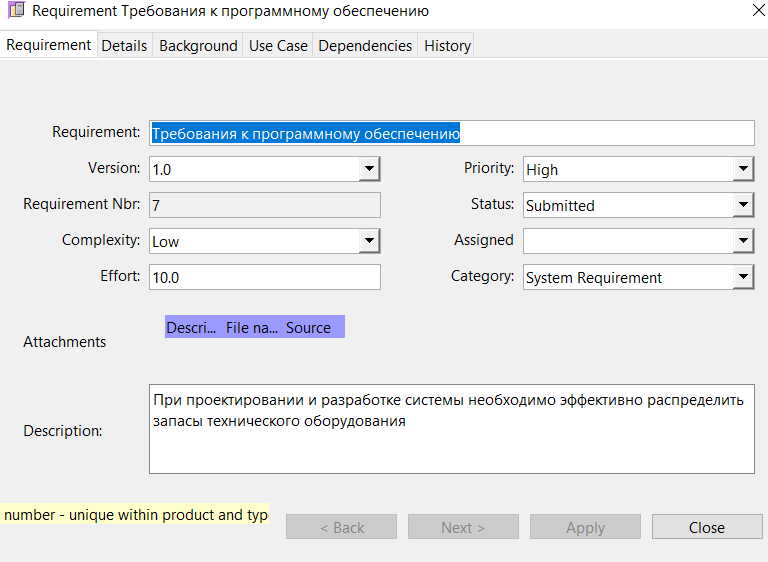 Requirement Требования к программному обеспечению
Requirement Details Background Use Case Dependencies History
Requirement: Требования к программному обеспечению
Version: 1.0 Priority: High
Requirement Nbr: 7 Status: Submitted
Complexity: Low Assigned
Effort: 10.0 Category: System Requirement
Attachments Descri... File na... Source
Description: При проектировании и разработке системы необходимо эффективно распределить
запасы технического оборудования
number - unique within product and typ
< Back Next > Apply Close